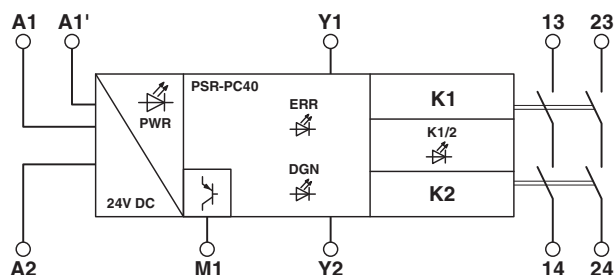 A1 A1' Y1 13 23
PSR-PC40
K1
ERR
PWR
K1/2
DGN
K2
24V DC
A2 M1 Y2 14 24